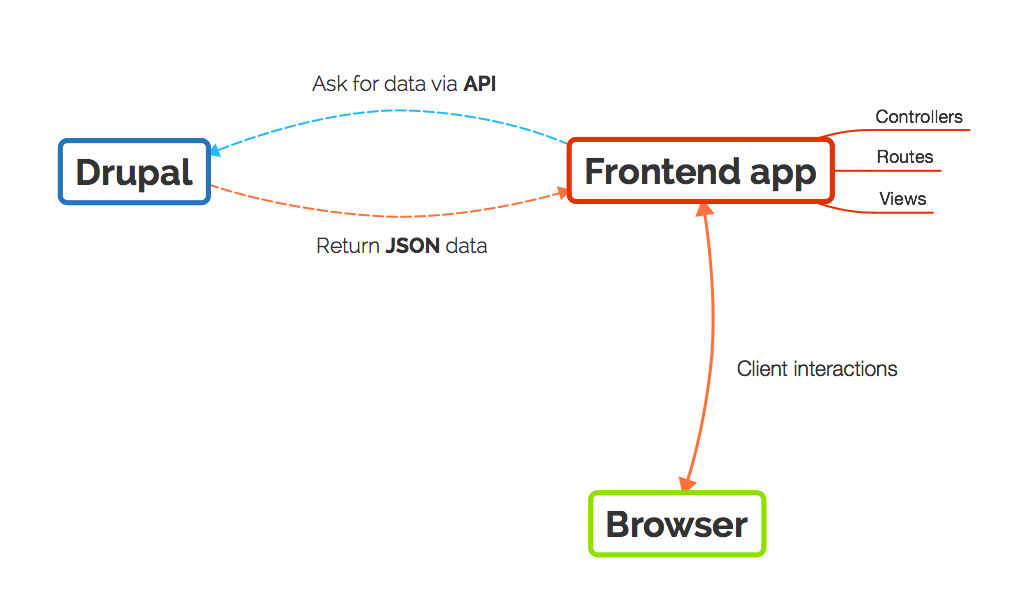 Ask for data via API
Controllers
Drupal
Frontend app
Routes
Views
Return JSON data
Client interactions
Browser